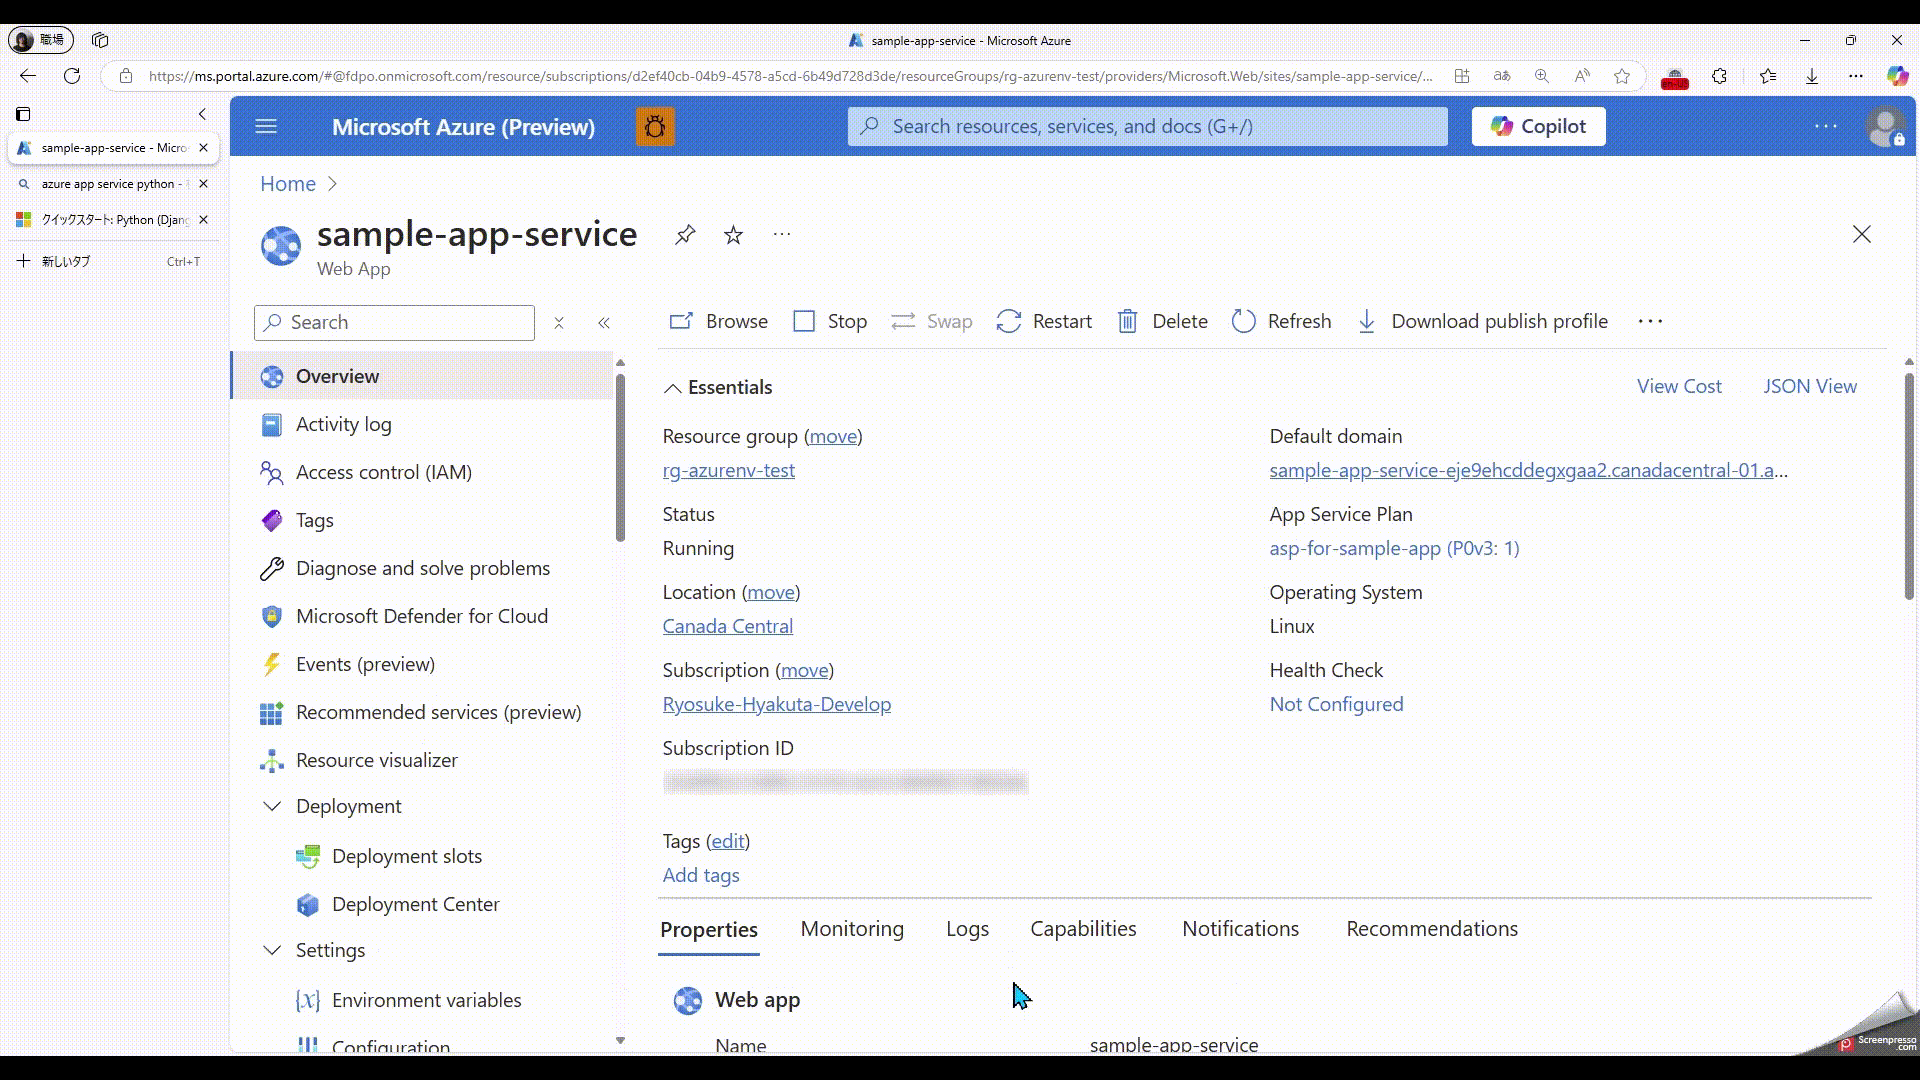 職場
sample-app-service - Microsoft Azure
https://ms.portal.azure.com/#@fdpo.onmicrosoft.com/resource/subscriptions/d2ef40cb-04b9-4578-a5cd-6b49d728d3de/resourceGroups/rg-azurenv-test/providers/Microsoft.Web/sites/sample-app-service/...
sample-app-service - Micro
azure app service python -
クイックスタート: Python (Djang
新しいタブ Ctrl+T
Microsoft Azure (Preview)
Search resources, services, and docs (G+/)
Copilot
Home
sample-app-service
Web App
Search
Browse Stop Swap Restart Delete Refresh Download publish profile
Overview
Activity log
Access control (IAM)
Tags
Diagnose and solve problems
Microsoft Defender for Cloud
Events (preview)
Recommended services (preview)
Resource visualizer
Deployment
Deployment slots
Deployment Center
Settings
Environment variables
Configuration
Essentials
View Cost JSON View
Resource group (move)
rg-azurenv-test
Status
Running
Location (move)
Canada Central
Subscription (move)
Ryosuke-Hyakuta-Develop
Subscription ID
Tags (edit)
Add tags
Default domain
sample-app-service-eje9ehcddegxgaa2.canadacentral-01.a...
App Service Plan
asp-for-sample-app (P0v3: 1)
Operating System
Linux
Health Check
Not Configured
Properties Monitoring Logs Capabilities Notifications Recommendations
Web app
Name sample-app-service
Screenpresso
.com